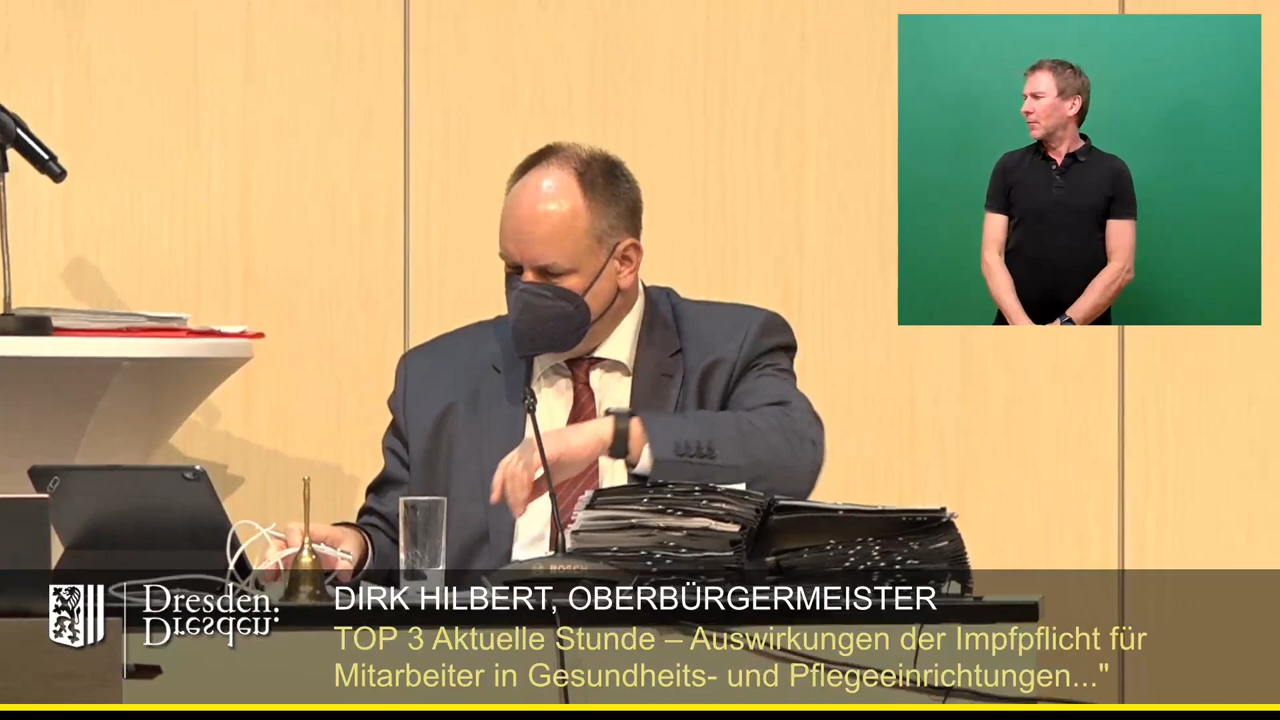 BOSCH
Dresden.
Dresden.
DIRK HILBERT, OBERBÜRGERMEISTER
TOP 3 Aktuelle Stunde – Auswirkungen der Impfpflicht für
Mitarbeiter in Gesundheits- und Pflegeeinrichtungen..."